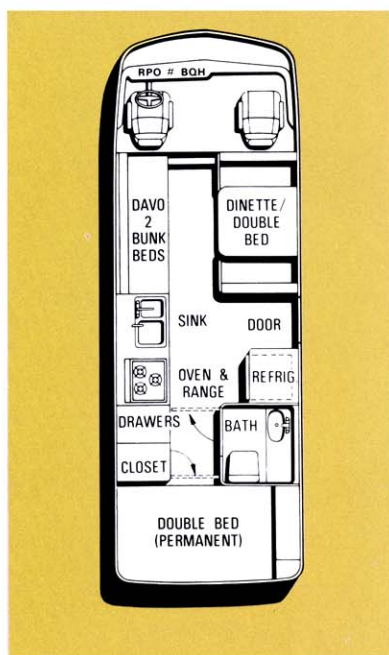 RPO # BQH
DAVO
2
BUNK
BEDS
DINETTE/
DOUBLE
BED
SINK
DOOR
OVEN &
RANGE
REFRIG
DRAWERS
BATH
CLOSET
DOUBLE BED
(PERMANENT)